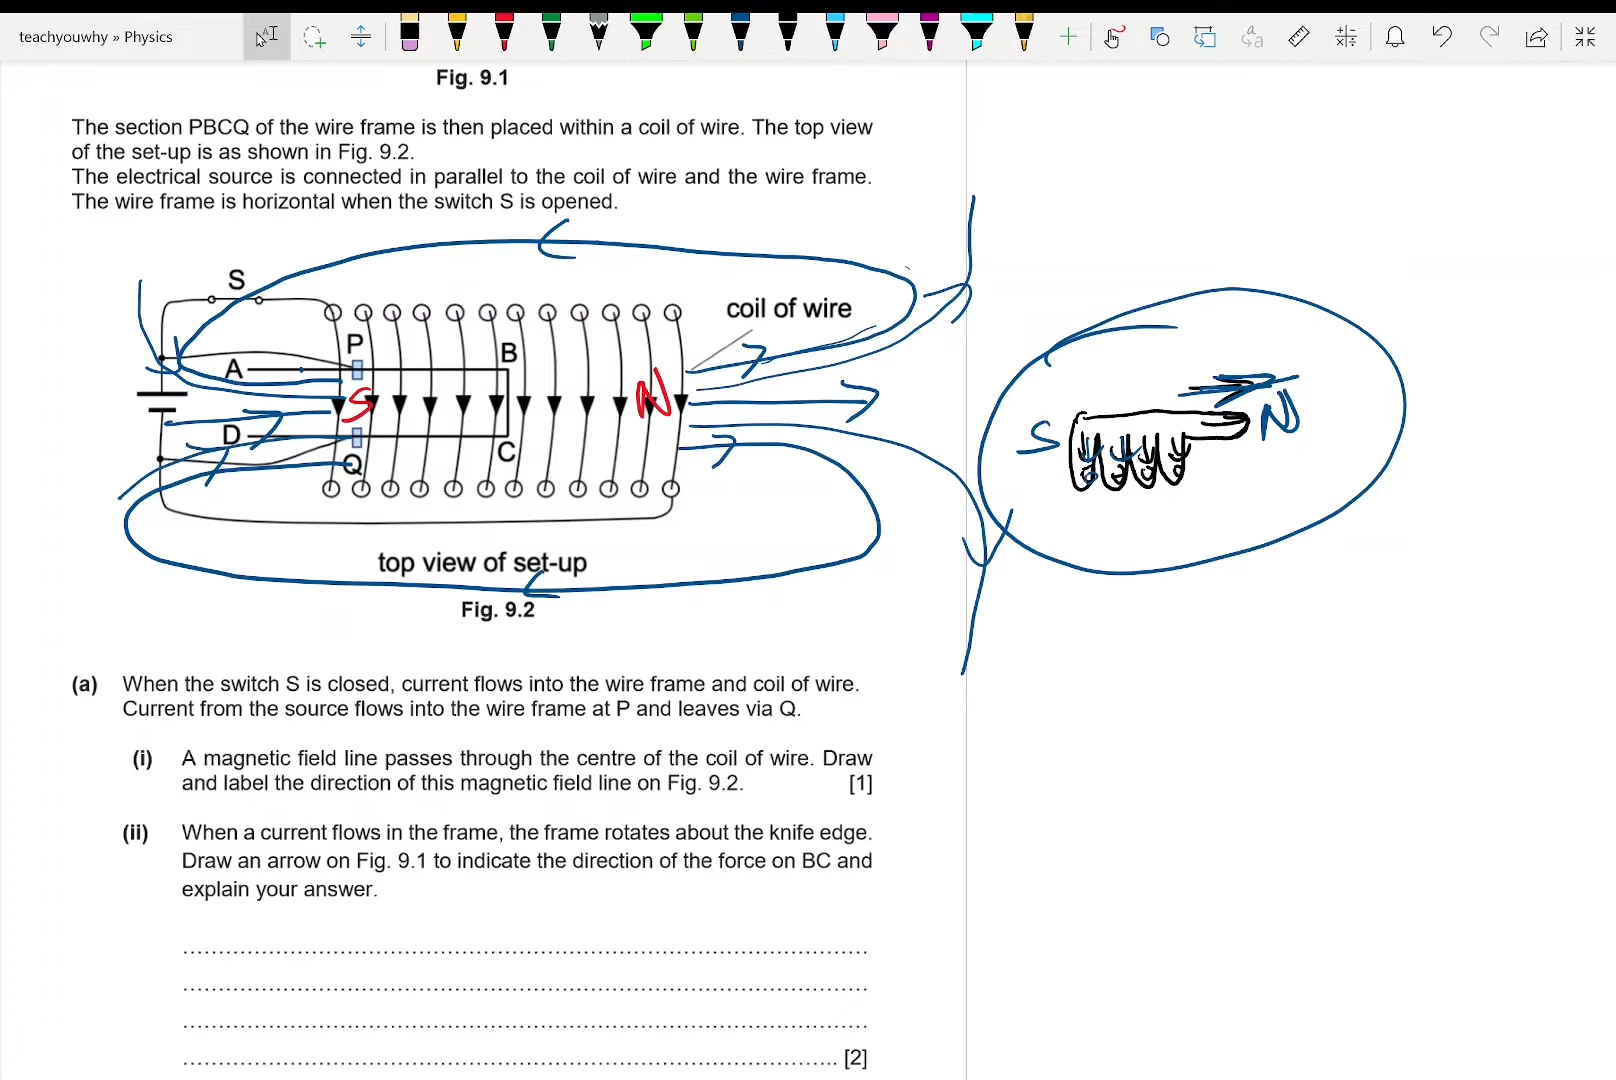 teachyouwhy » Physics
Fig. 9.1
The section PBCQ of the wire frame is then placed within a coil of wire. The top view
of the set-up is as shown in Fig. 9.2.
The electrical source is connected in parallel to the coil of wire and the wire frame.
The wire frame is horizontal when the switch S is opened.
S
coil of wire
P
B
A
S
N
D
C
Q
S
N
top view of set-up
Fig. 9.2
(a) When the switch S is closed, current flows into the wire frame and coil of wire.
Current from the source flows into the wire frame at P and leaves via Q.
(i) A magnetic field line passes through the centre of the coil of wire. Draw
and label the direction of this magnetic field line on Fig. 9.2. [1]
(ii) When a current flows in the frame, the frame rotates about the knife edge.
Draw an arrow on Fig. 9.1 to indicate the direction of the force on BC and
explain your answer.
[2]